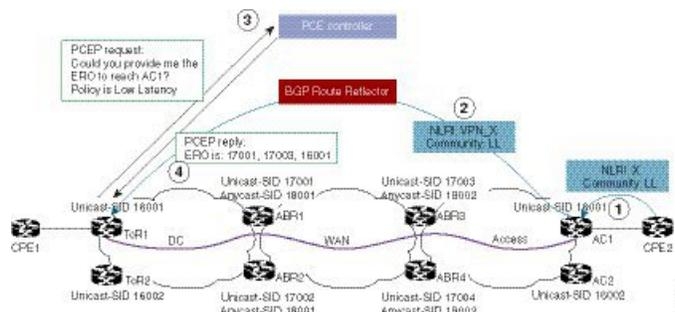 3
PCE controller
PCEP request:
Could you provide me the
ERO to reach AC1?
Policy is Low Latency
BGP Route Reflector
2
NLRI VPN_X
Community: LL
PCEP reply:
ERO is: 17001, 17003, 16001
4
NLRI X
Community: LL
1
Unicast-SID 17001
Anycast-SID 18001
Unicast-SID 17003
Anycast-SID 18002
Unicast-SID 16001
Unicast-SID 16001
CPE1
ToR1
DC
ABR1
WAN
ABR3
Access
AC1
CPE2
ToR2
ABR2
ABR4
AC2
Unicast-SID 16002
Unicast-SID 17002
Anycast-SID 18001
Unicast-SID 17004
Anycast-SID 18002
Unicast-SID 16002